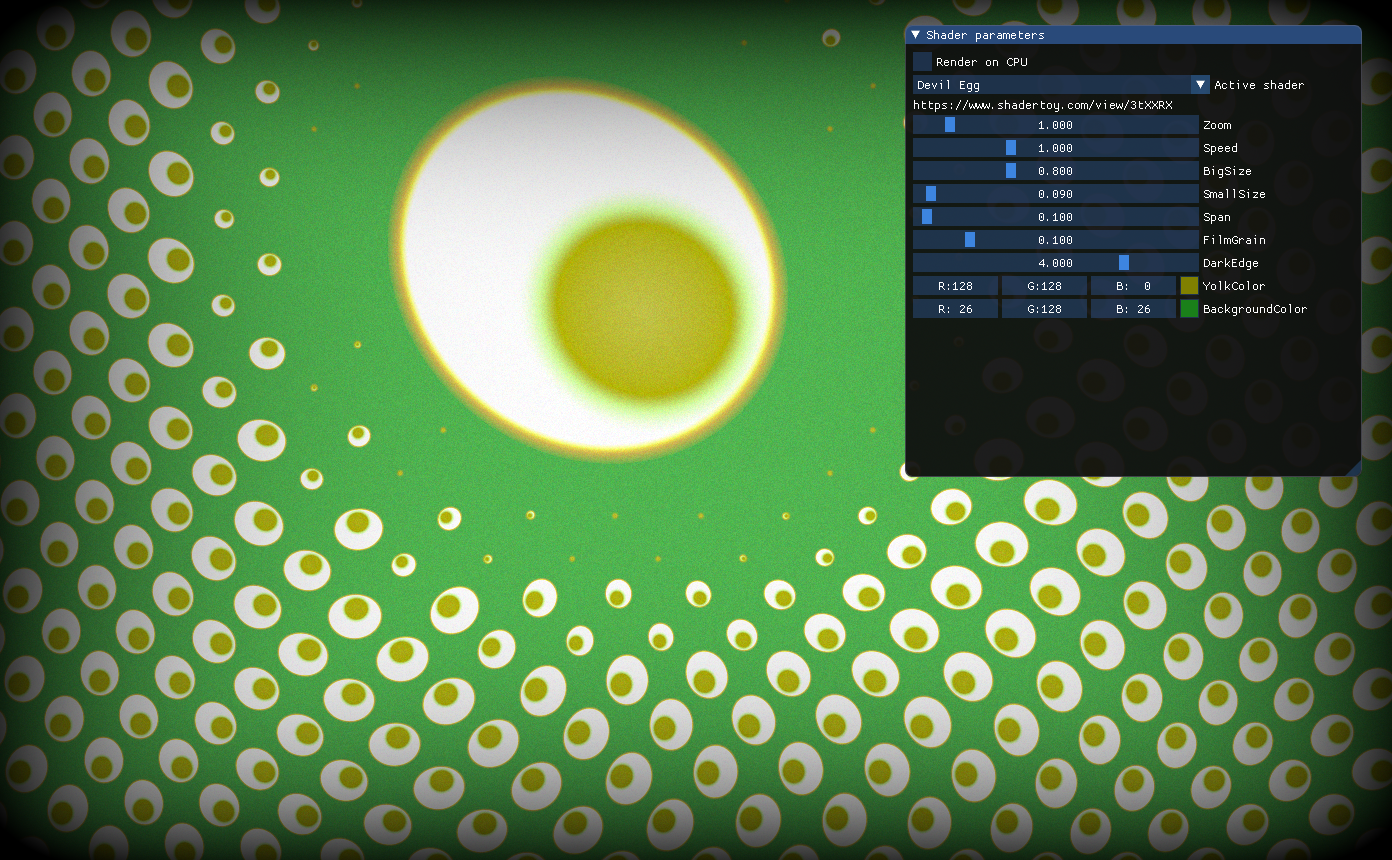 Shader parameters
Render on CPU
Devil Egg Active shader
https://www.shadertoy.com/view/3tXXRX
1.000 Zoom
1.000 Speed
0.800 BigSize
0.090 SmallSize
0.100 Span
0.100 FilmGrain
4.000 DarkEdge
R:128 G:128 B:  0 YolkColor
R: 26 G:128 B: 26 BackgroundColor